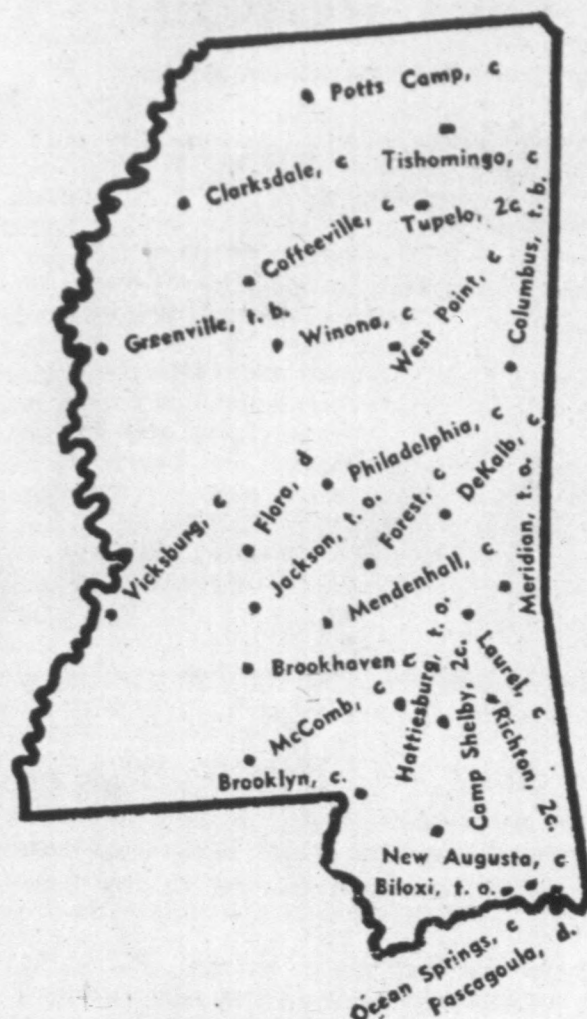 Potts Camp, c
Tishomingo, c
Clarksdale, c
Tupelo, 2c
Coffeeville, c
Columbus, t. b.
Greenville, t. b.
Winona, c
West Point, c
Philadelphia, c
DeKalb, c
Flora, d
Forest, c
Vicksburg, c
Jackson, t. o.
Meridian, t. o.
Mendenhall, c
Brookhaven c
Hattiesburg, t. o.
Laurel, c
McComb, c
Camp Shelby, 2c.
Richton, 2c.
Brooklyn, c.
New Augusta, c
Biloxi, t. o.
Ocean Springs, c
Pascagoula, d.